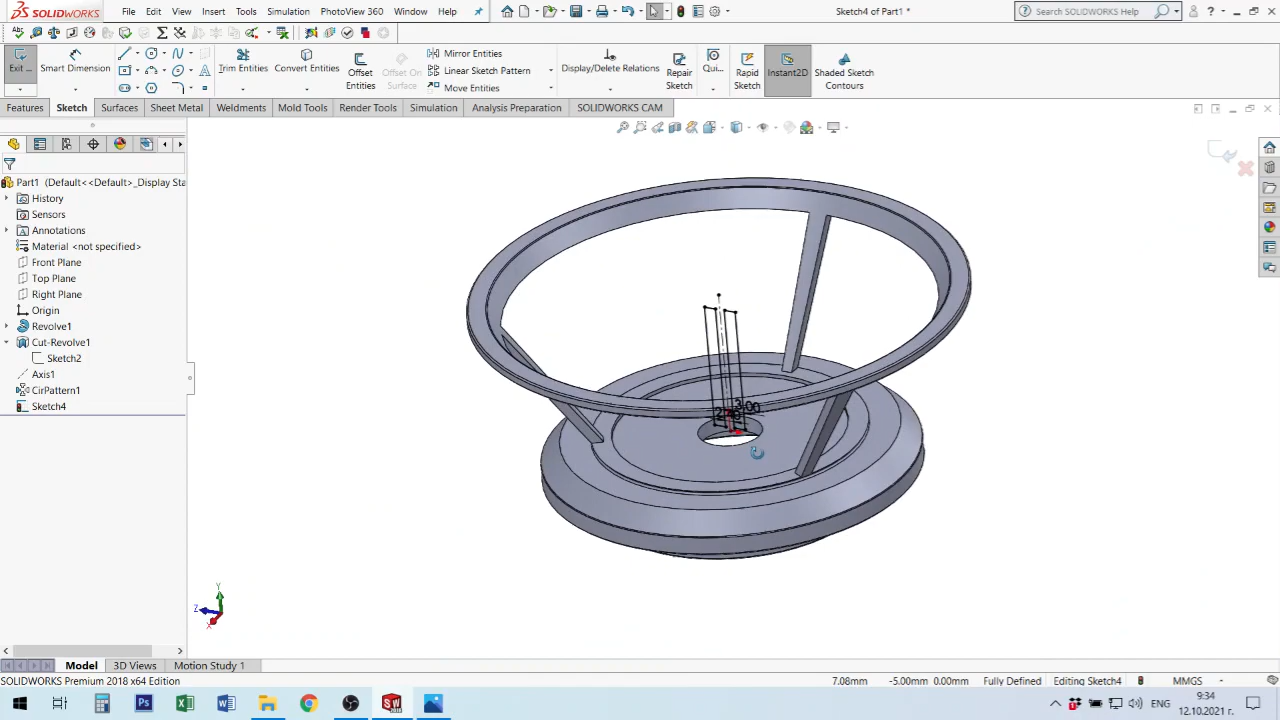 SOLIDWORKS File Edit View Insert Tools Simulation PhotoView 360 Window Help Sketch4 of Part1 * Search SOLIDWORKS Help
Exit ... Smart Dimension Trim Entities Convert Entities Offset Entities Offset On Surface Mirror Entities Linear Sketch Pattern Move Entities Display/Delete Relations Repair Sketch Qui... Rapid Sketch Instant2D Shaded Sketch Contours
Features Sketch Surfaces Sheet Metal Weldments Mold Tools Render Tools Simulation Analysis Preparation SOLIDWORKS CAM
Part1 (Default<<Default>_Display Sta
History
Sensors
Annotations
Material <not specified>
Front Plane
Top Plane
Right Plane
Origin
Revolve1
Cut-Revolve1
Sketch2
Axis1
CirPattern1
Sketch4
3.00
Y
Z
X
Model 3D Views Motion Study 1
SOLIDWORKS Premium 2018 x64 Edition 7.08mm -5.00mm 0.00mm Fully Defined Editing Sketch4 MMGS
ENG 9:34
12.10.2021 г.